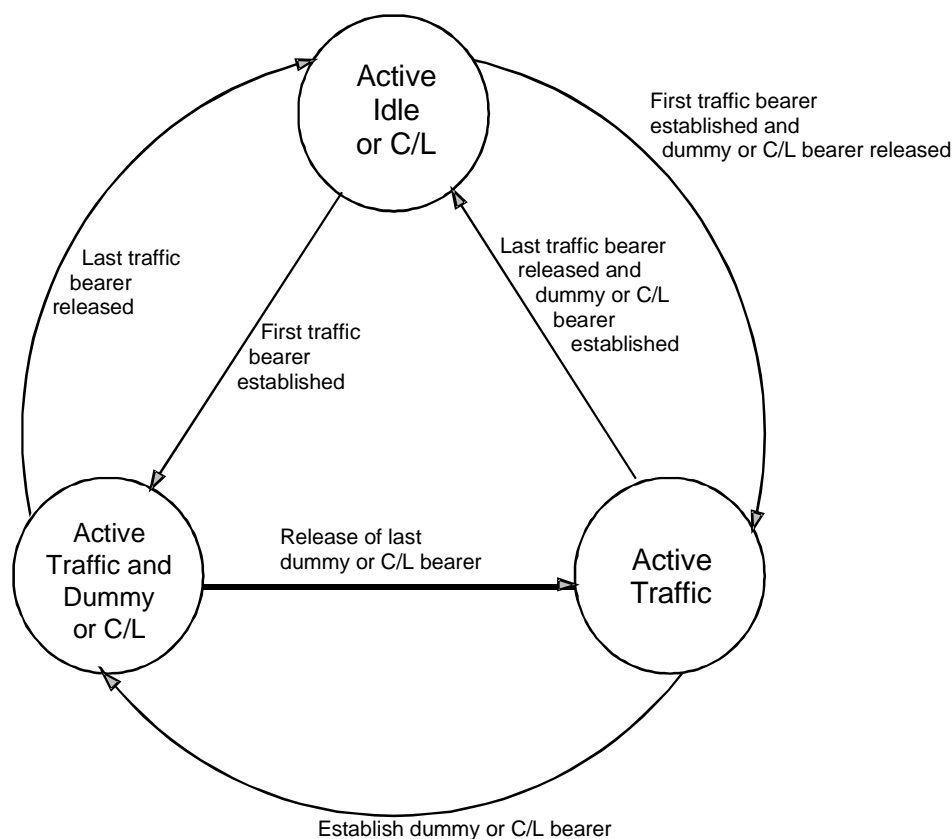 Active
Idle
or C/L
First traffic bearer
established and
dummy or C/L bearer released
Last traffic
bearer
released
Last traffic bearer
released and
dummy or C/L
bearer
established
First traffic
bearer
established
Active
Traffic and
Dummy
or C/L
Release of last
dummy or C/L bearer
Active
Traffic
Establish dummy or C/L bearer